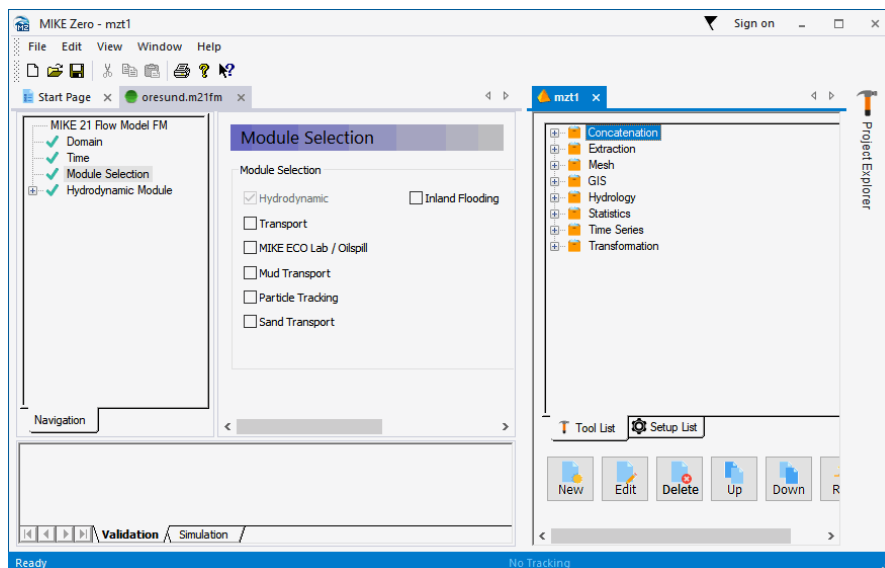 MIKE Zero - mzt1
Sign on
File Edit View Window Help
Start Page
oresund.m21fm
mzt1
MIKE 21 Flow Model FM
Domain
Time
Module Selection
Hydrodynamic Module
Navigation
Module Selection
Module Selection
Hydrodynamic
Inland Flooding
Transport
MIKE ECO Lab / Oilspill
Mud Transport
Particle Tracking
Sand Transport
Concatenation
Extraction
Mesh
GIS
Hydrology
Statistics
Time Series
Transformation
Tool List
Setup List
New Edit Delete Up Down R
Project Explorer
Validation
Simulation
Ready
No Tracking